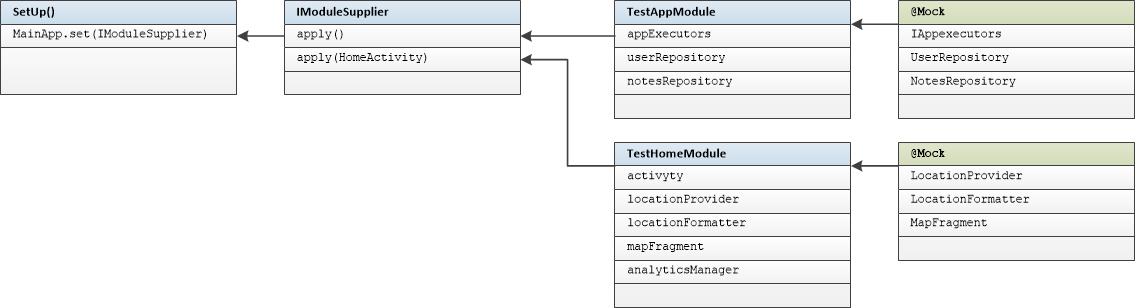 SetUp()
MainApp.set(IModuleSupplier)
IModuleSupplier
apply()
apply(HomeActivity)
TestAppModule
appExecutors
userRepository
notesRepository
@Mock
IAppexecutors
UserRepository
NotesRepository
TestHomeModule
activyty
locationProvider
locationFormatter
mapFragment
analyticsManager
@Mock
LocationProvider
LocationFormatter
MapFragment